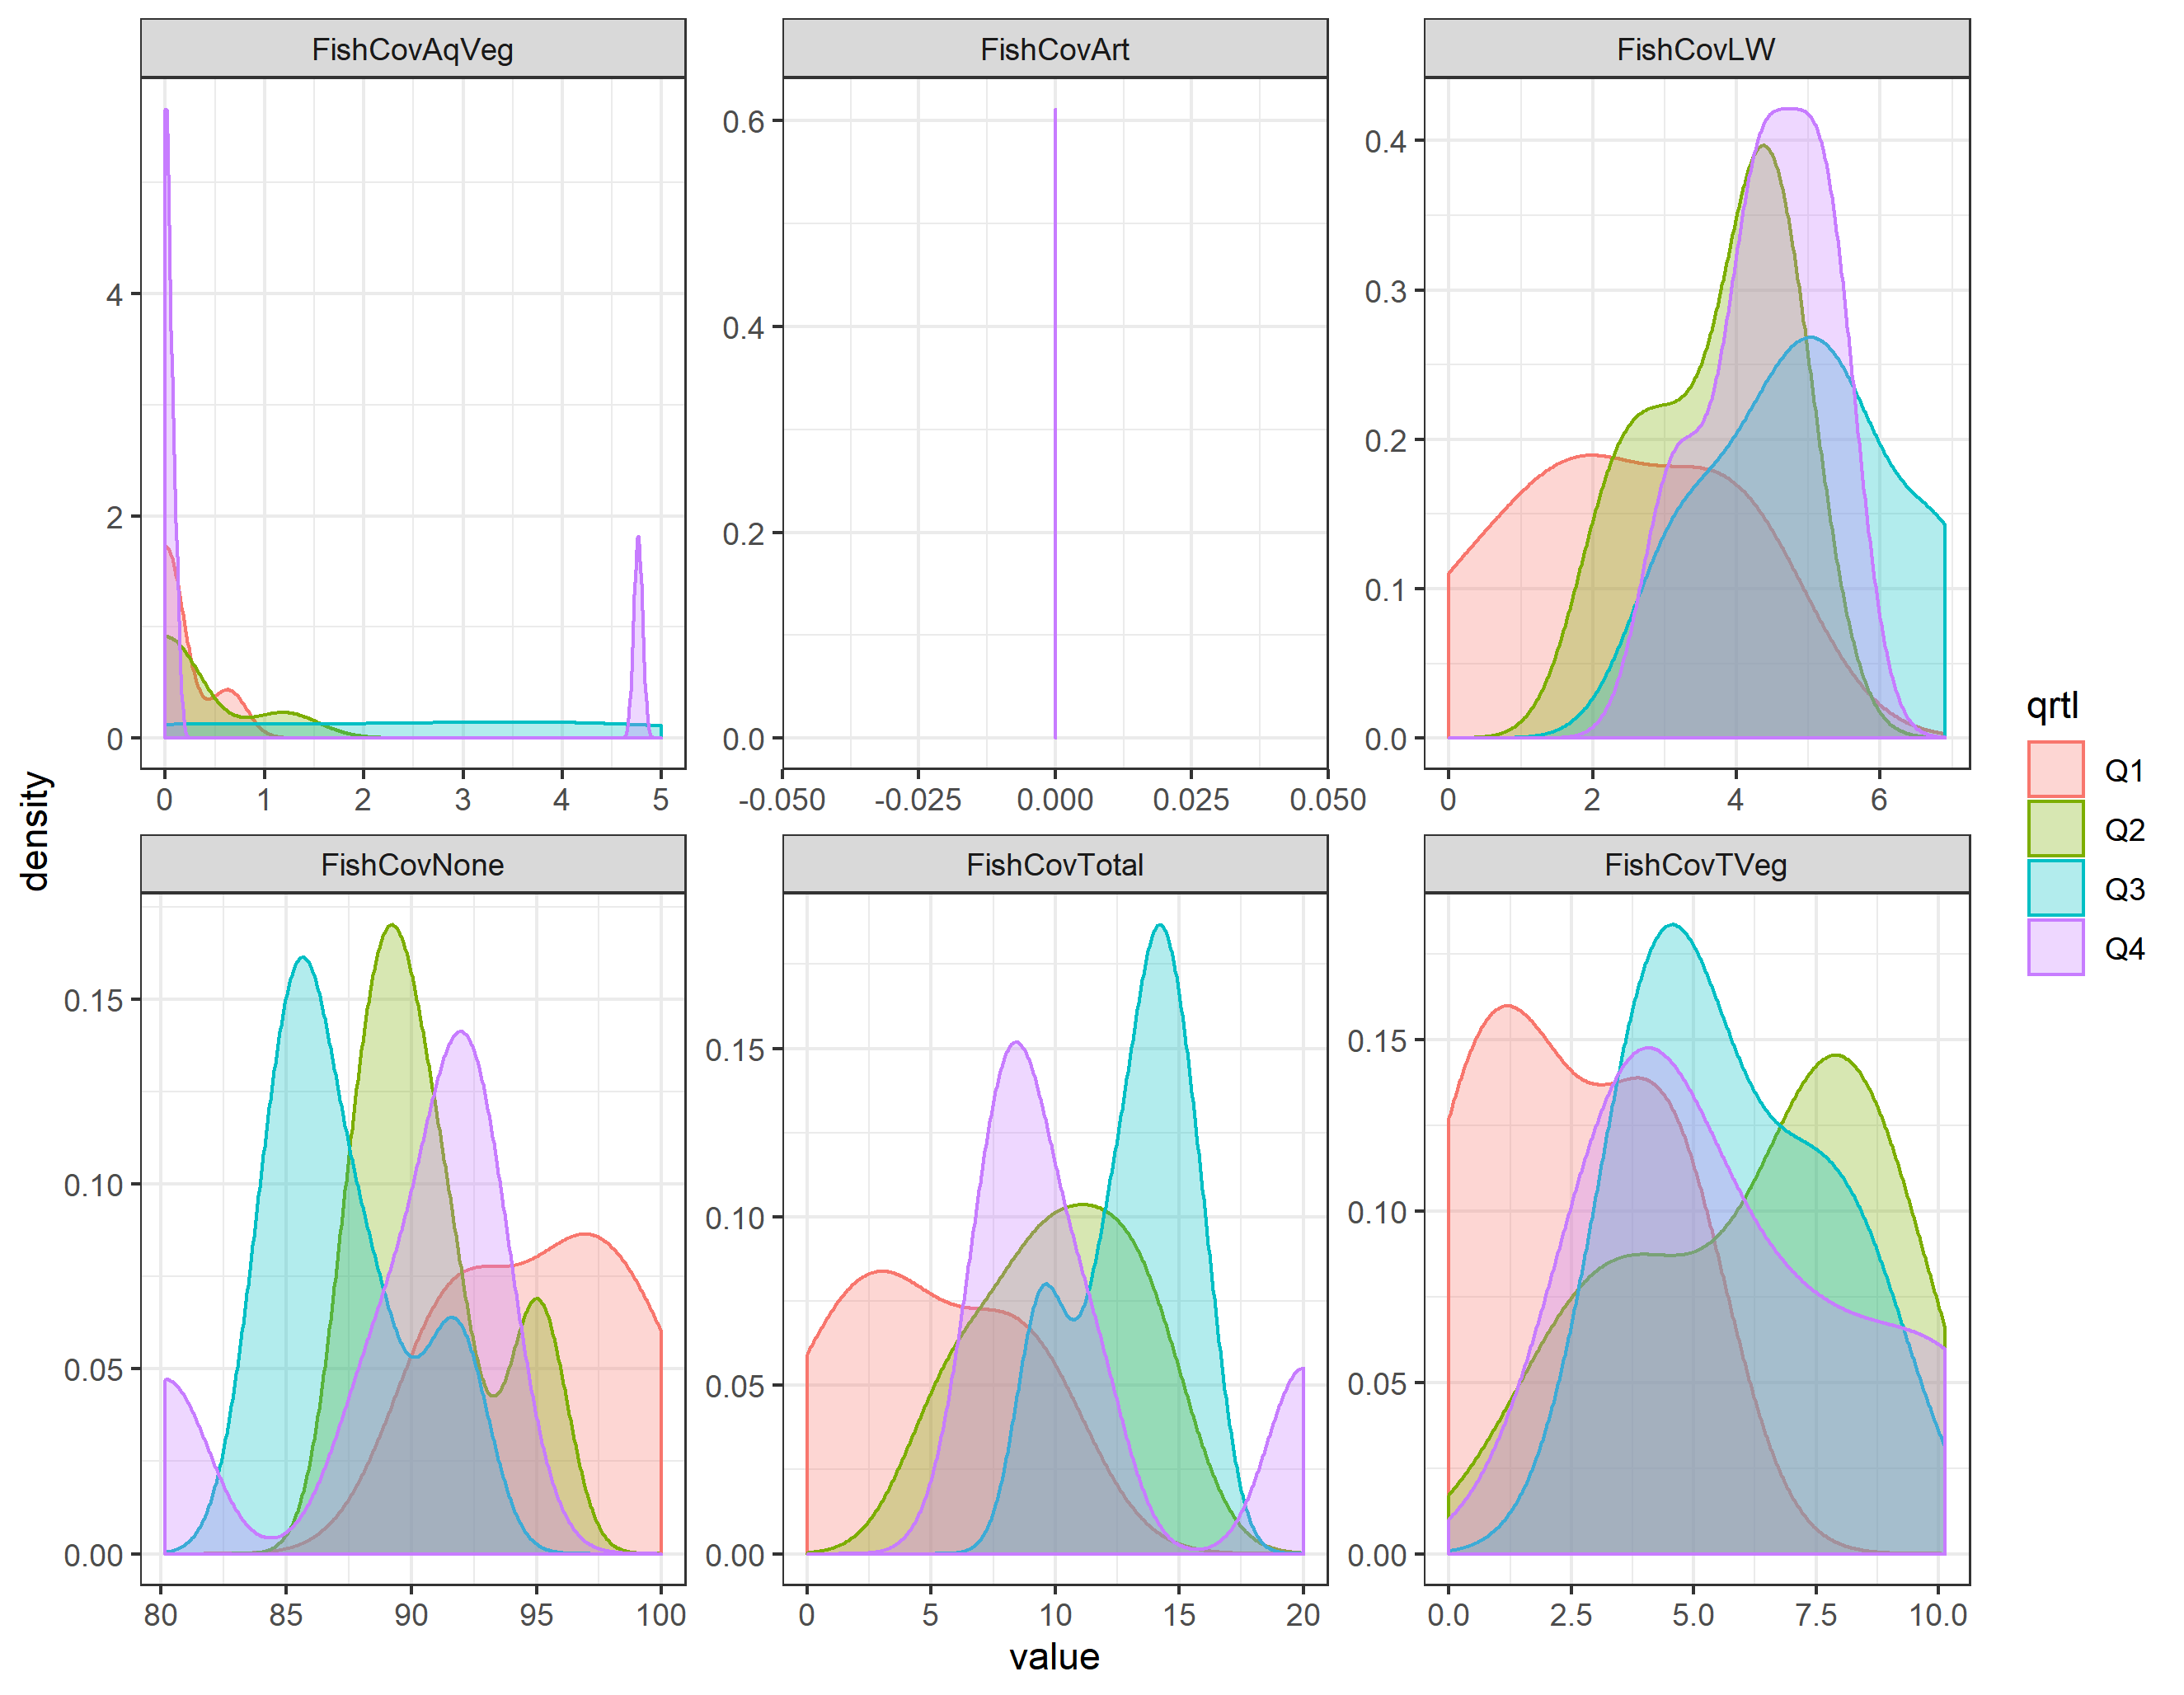 FishCovAqVeg FishCovArt FishCovLW
4
2
0
0 1 2 3 4 5
0.6
0.4
0.2
0.0
-0.050 -0.025 0.000 0.025 0.050
0.4
0.3
0.2
0.1
0.0
0 2 4 6
FishCovNone FishCovTotal FishCovTVeg
0.15
0.10
0.05
0.00
80 85 90 95 100
0.15
0.10
0.05
0.00
0 5 10 15 20
0.15
0.10
0.05
0.00
0.0 2.5 5.0 7.5 10.0
density
value
qrtl
Q1
Q2
Q3
Q4